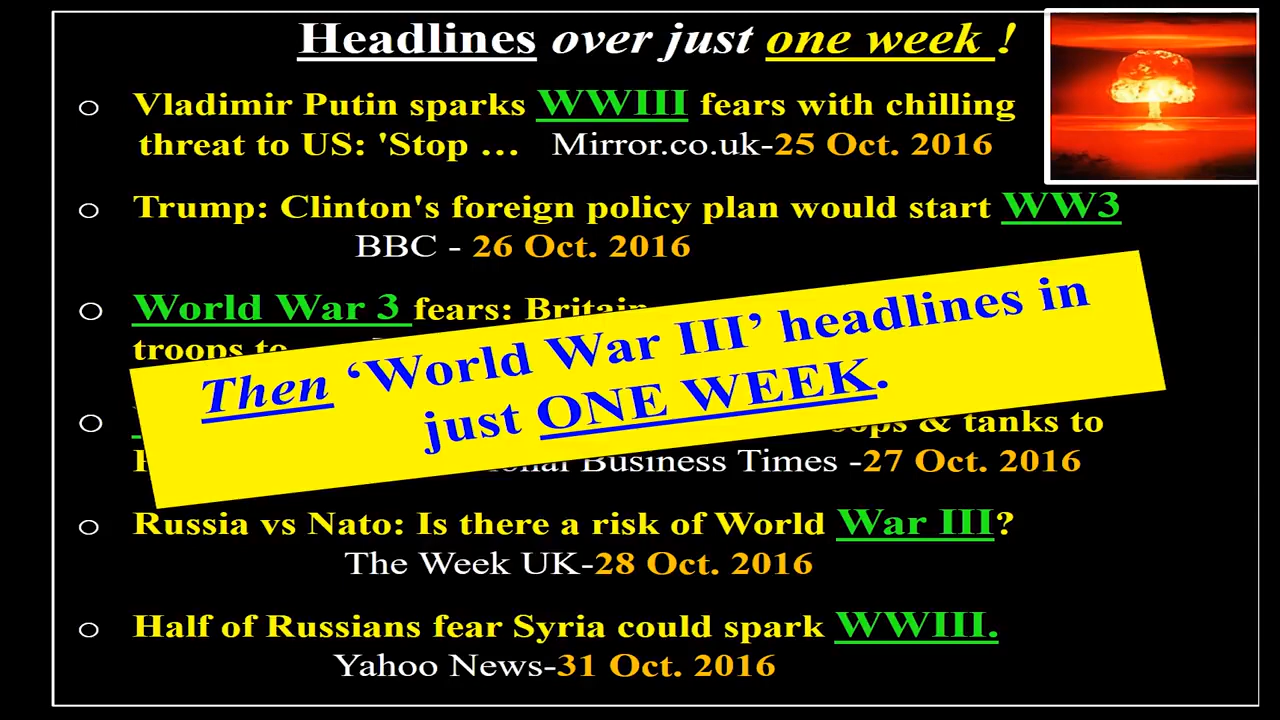 Headlines over just one week !
Vladimir Putin sparks WWIII fears with chilling
threat to US: 'Stop … Mirror.co.uk-25 Oct. 2016
Trump: Clinton's foreign policy plan would start WW3
BBC - 26 Oct. 2016
World War 3 fears: Britain
troops to
Then ‘World War III’ headlines in
just ONE WEEK.
& tanks to
Business Times -27 Oct. 2016
Russia vs Nato: Is there a risk of World War III?
The Week UK-28 Oct. 2016
Half of Russians fear Syria could spark WWIII.
Yahoo News-31 Oct. 2016